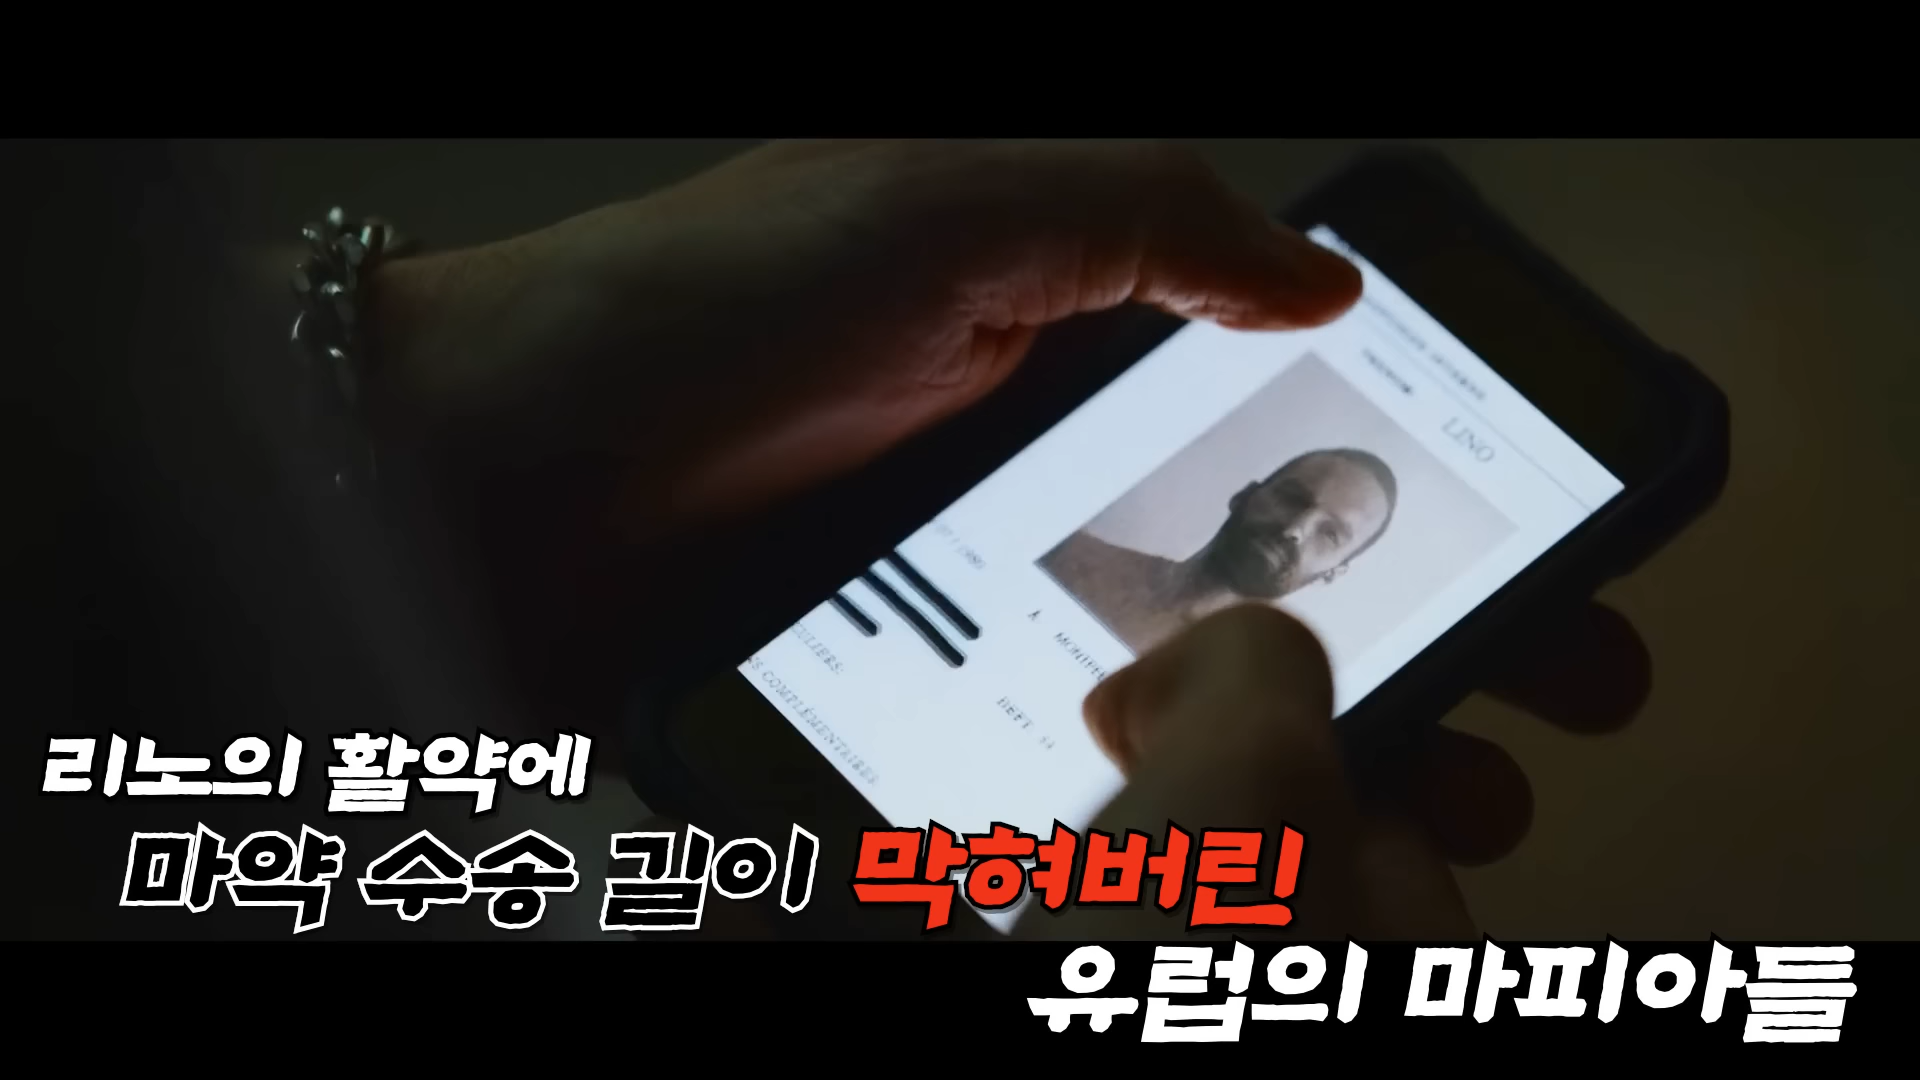 LINO
COMPLÉMENTAIRES
리노의 활약에
마약 수송 길이 막혀버린
유럽의 마피아들